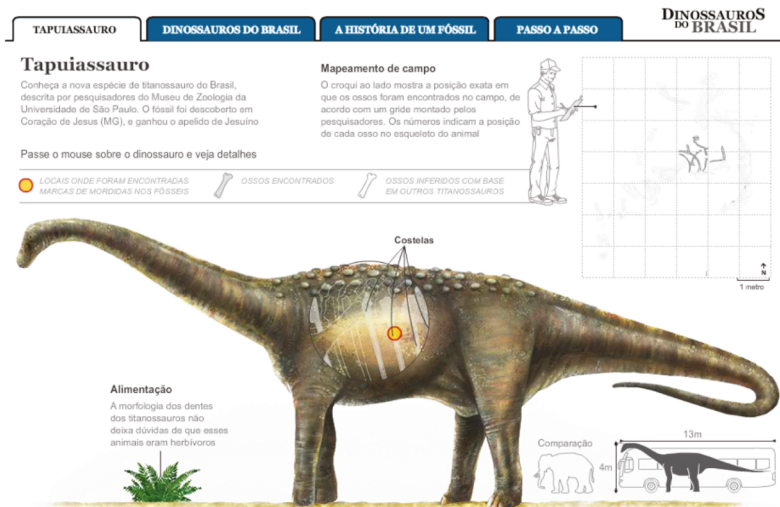 TAPUIASSAURO
DINOSSAUROS DO BRASIL
A HISTÓRIA DE UM FÓSSIL
PASSO A PASSO
DINOSSAUROS
DO BRASIL
Tapuiassauro
Conheça a nova espécie de titanossauro do Brasil,
descrita por pesquisadores do Museu de Zoologia da
Universidade de São Paulo. O fóssil foi descoberto em
Coração de Jesus (MG), e ganhou o apelido de Jesuíno
Passe o mouse sobre o dinossauro e veja detalhes
Mapeamento de campo
O croqui ao lado mostra a posição exata em
que os ossos foram encontrados no campo, de
acordo com um gride montado pelos
pesquisadores. Os números indicam a posição
de cada osso no esqueleto do animal
LOCAIS ONDE FORAM ENCONTRADAS
MARCAS DE MORDIDAS NOS FÓSSEIS
OSSOS ENCONTRADOS
OSSOS INFERIDOS COM BASE
EM OUTROS TITANOSSAUROS
N
1 metro
Costelas
Alimentação
A morfologia dos dentes
dos titanossauros não
deixa dúvidas de que esses
animais eram herbívoros
Comparação
13m
4m